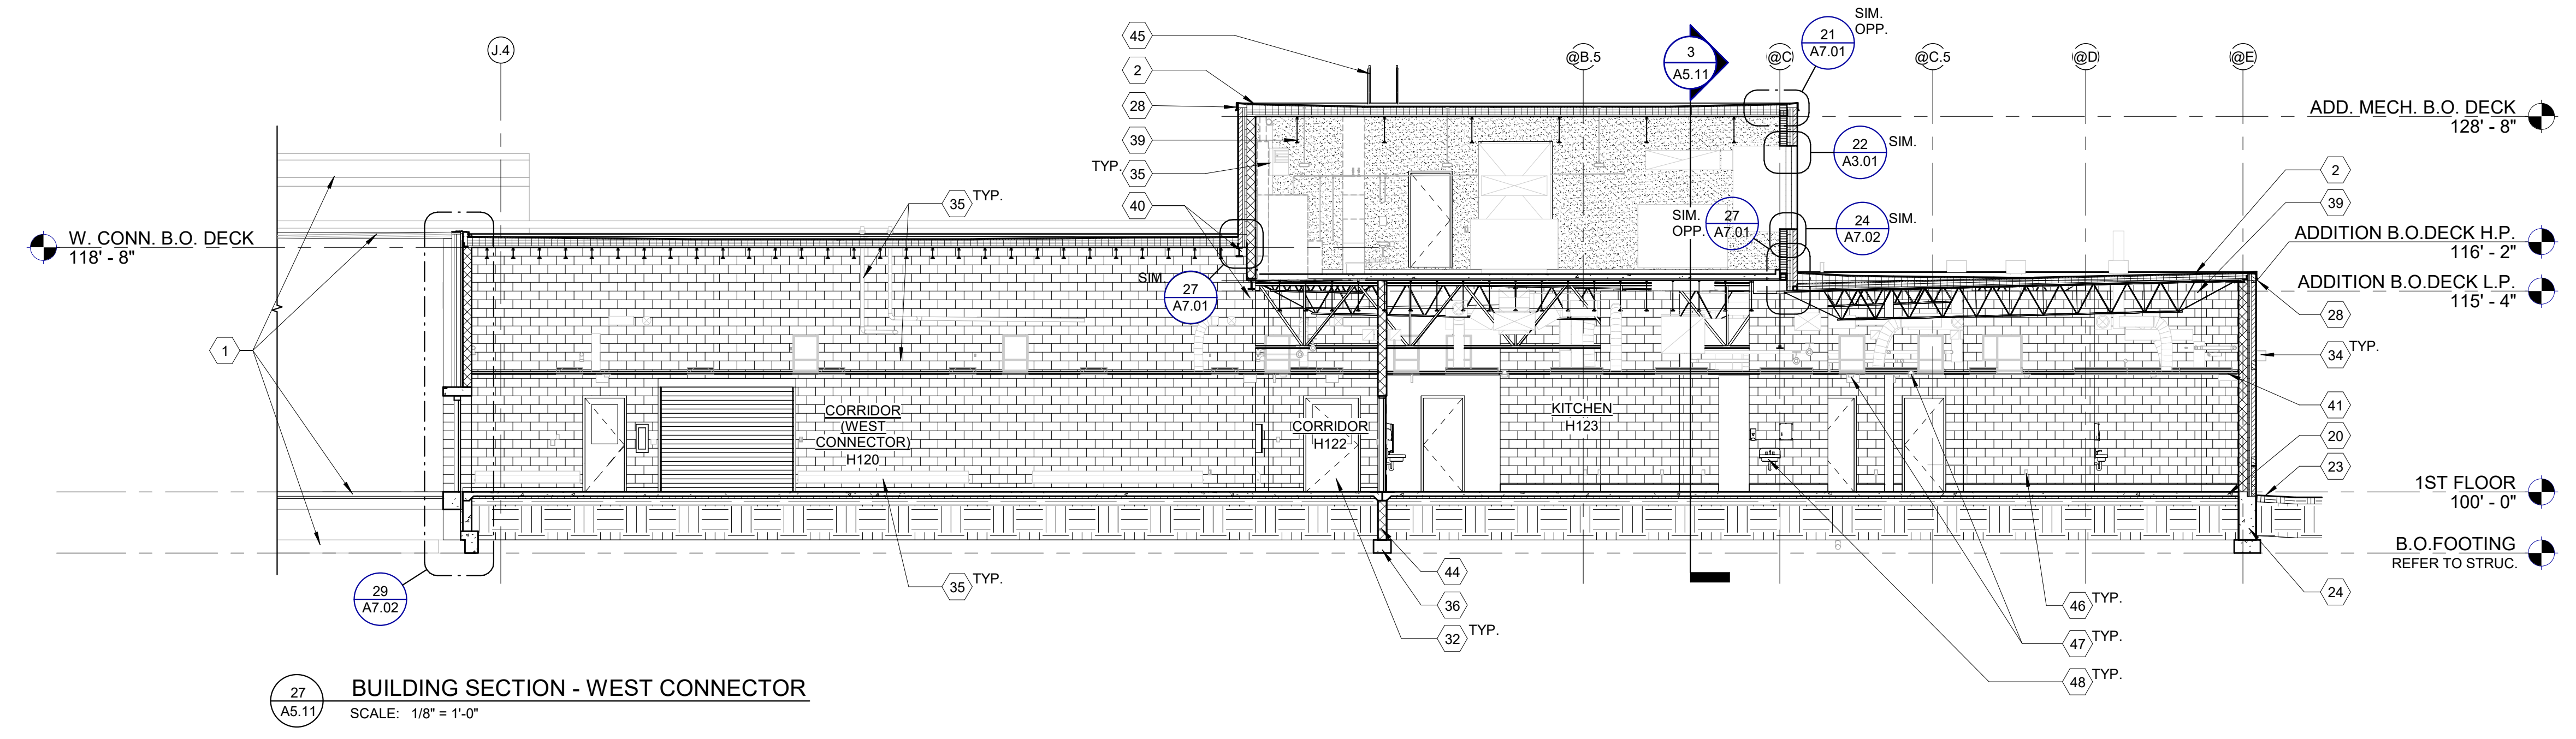 J.4
45
2
28
39
TYP. 35
40
35 TYP.
@B.5
3
A5.11
@C
21
A7.01
SIM.
OPP.
@C.5
@D
@E
ADD. MECH. B.O. DECK
128' - 8"
22
A3.01
SIM.
2
39
24
A7.02
SIM.
SIM.
OPP.
27
A7.01
W. CONN. B.O. DECK
118' - 8"
ADDITION B.O.DECK H.P.
116' - 2"
ADDITION B.O.DECK L.P.
115' - 4"
SIM.
27
A7.01
28
1
34 TYP.
41
CORRIDOR
(WEST
CONNECTOR)
H120
CORRIDOR
H122
KITCHEN
H123
20
23
1ST FLOOR
100' - 0"
B.O.FOOTING
REFER TO STRUC.
29
A7.02
35 TYP.
44
36
32 TYP.
46 TYP.
47 TYP.
48 TYP.
24
27
A5.11
BUILDING SECTION - WEST CONNECTOR
SCALE: 1/8" = 1'-0"